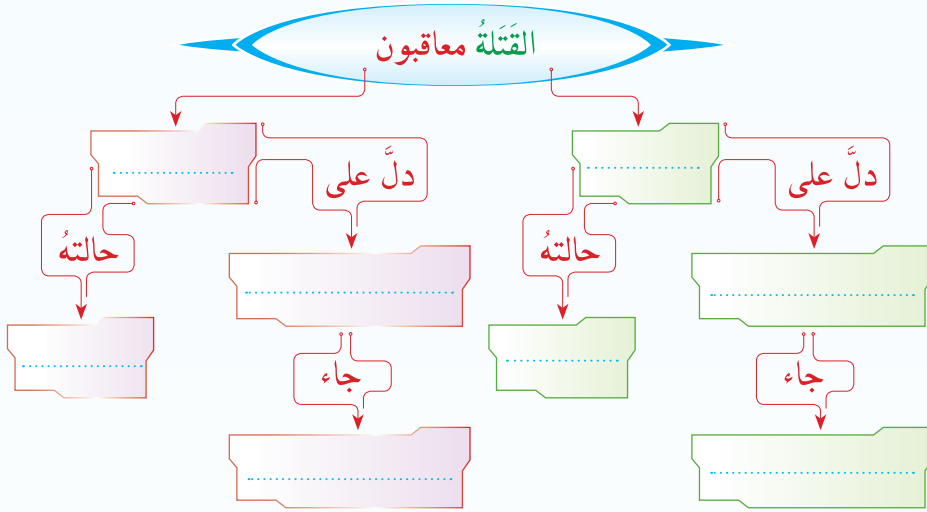 القَتَلةُ معاقبون
دلَّ على
دلَّ على
حالتهُ
حالتهُ
جاء
جاء